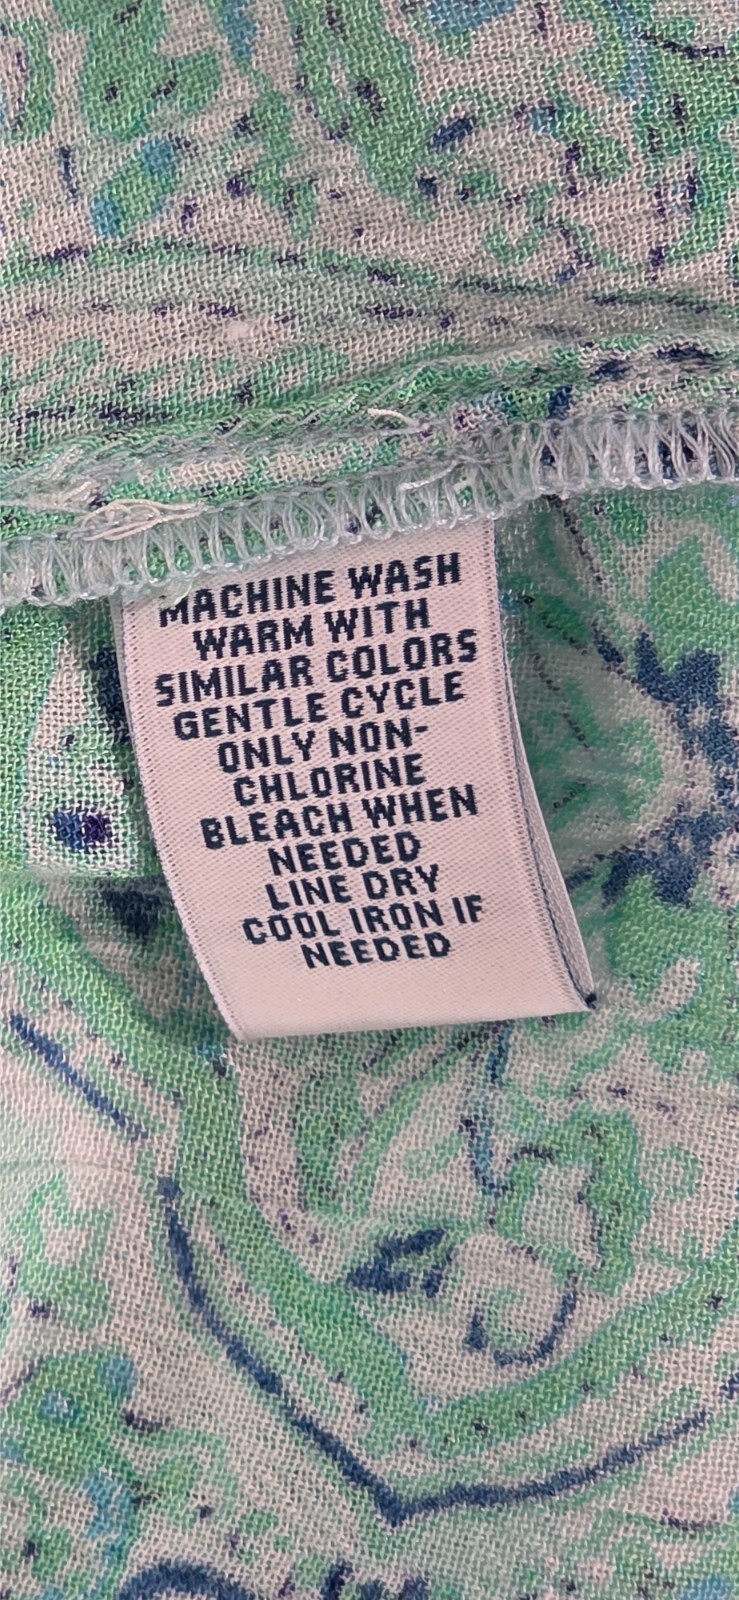 MACHINE WASH
WARM WITH
SIMILAR COLORS
GENTLE CYCLE
ONLY NON-
CHLORINE
BLEACH WHEN
NEEDED
LINE DRY
COOL IRON IF
NEEDED